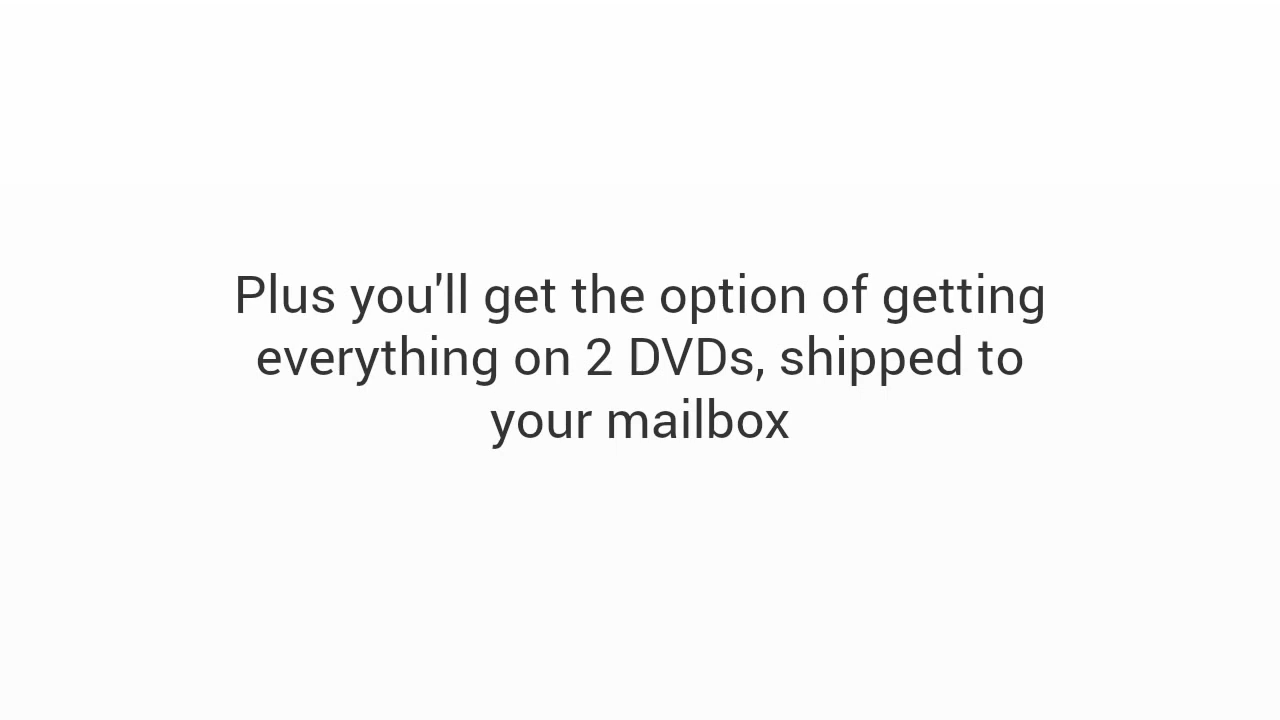 Plus you'll get the option of getting
everything on 2 DVDs, shipped to
your mailbox